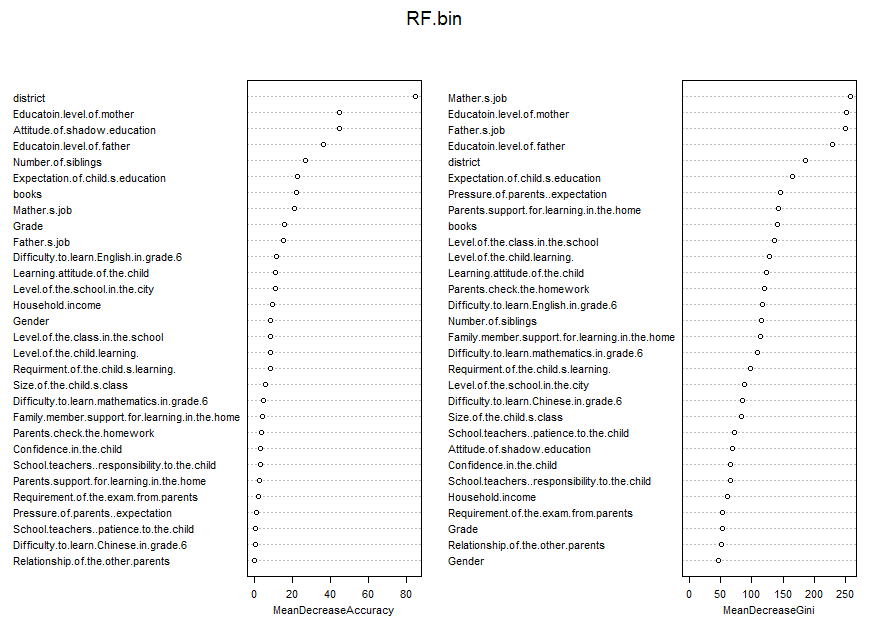 RF.bin
district
Educatoin.level.of.mother
Attitude.of.shadow.education
Educatoin.level.of.father
Number.of.siblings
Expectation.of.child.s.education
books
Mather.s.job
Grade
Father.s.job
Difficulty.to.learn.English.in.grade.6
Learning.attitude.of.the.child
Level.of.the.school.in.the.city
Household.income
Gender
Level.of.the.class.in.the.school
Level.of.the.child.learning.
Requirment.of.the.child.s.learning.
Size.of.the.child.s.class
Difficulty.to.learn.mathematics.in.grade.6
Family.member.support.for.learning.in.the.home
Parents.check.the.homework
Confidence.in.the.child
School.teachers..responsibility.to.the.child
Parents.support.for.learning.in.the.home
Requirement.of.the.exam.from.parents
Pressure.of.parents..expectation
School.teachers..patience.to.the.child
Difficulty.to.learn.Chinese.in.grade.6
Relationship.of.the.other.parents
0 20 40 60 80
MeanDecreaseAccuracy
Mather.s.job
Educatoin.level.of.mother
Father.s.job
Educatoin.level.of.father
district
Expectation.of.child.s.education
Pressure.of.parents..expectation
Parents.support.for.learning.in.the.home
books
Level.of.the.class.in.the.school
Level.of.the.child.learning.
Learning.attitude.of.the.child
Parents.check.the.homework
Difficulty.to.learn.English.in.grade.6
Number.of.siblings
Family.member.support.for.learning.in.the.home
Difficulty.to.learn.mathematics.in.grade.6
Requirment.of.the.child.s.learning.
Level.of.the.school.in.the.city
Difficulty.to.learn.Chinese.in.grade.6
Size.of.the.child.s.class
School.teachers..patience.to.the.child
Attitude.of.shadow.education
Confidence.in.the.child
School.teachers..responsibility.to.the.child
Household.income
Requirement.of.the.exam.from.parents
Grade
Relationship.of.the.other.parents
Gender
0 50 100 150 200 250
MeanDecreaseGini